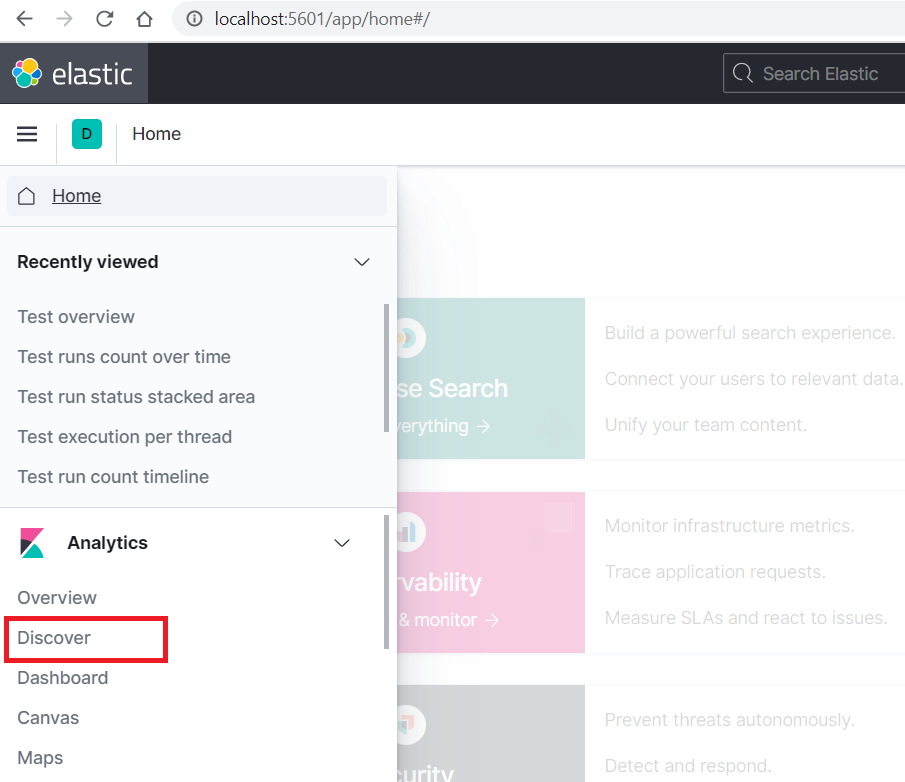 localhost:5601/app/home#/
elastic
Search Elastic
D
Home
Home
Recently viewed
Test overview
Test runs count over time
Test run status stacked area
Test execution per thread
Test run count timeline
Analytics
Overview
Discover
Dashboard
Canvas
Maps
se Search
verything →
Build a powerful search experience.
Connect your users to relevant data.
Unify your team content.
rvability
& monitor →
Monitor infrastructure metrics.
Trace application requests.
Measure SLAs and react to issues.
curity
Prevent threats autonomously.
Detect and respond.